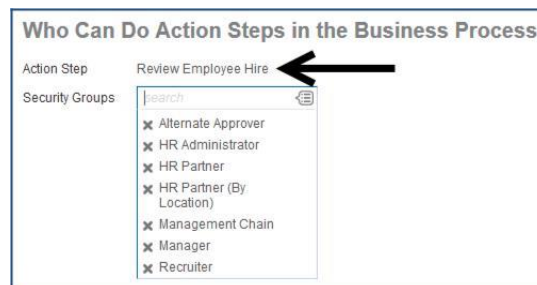 Who Can Do Action Steps in the Business Process
Action Step Review Employee Hire
Security Groups search
Alternate Approver
HR Administrator
HR Partner
HR Partner (By
Location)
Management Chain
Manager
Recruiter